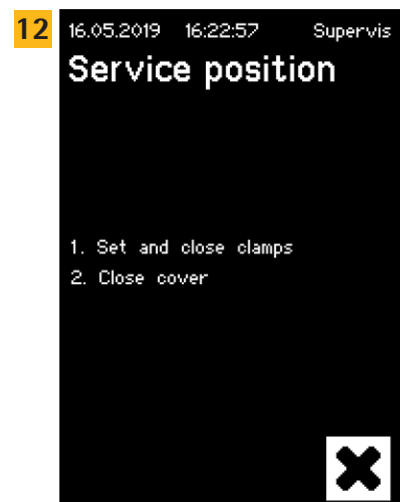 12
16.05.2019 16:22:57 Supervis
Service position
1. Set and close clamps
2. Close cover